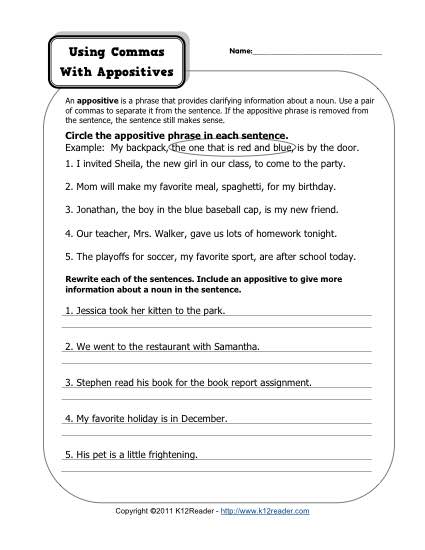 Using Commas
With Appositives
Name:
An appositive is a phrase that provides clarifying information about a noun. Use a pair
of commas to separate it from the sentence. If the appositive phrase is removed
from the sentence, the sentence still makes sense.
Circle the appositive phrase in each sentence.
Example: My backpack, the one that is red and blue, is by the door.
1. I invited Sheila, the new girl in our class, to come to the party.
2. Mom will make my favorite meal, spaghetti, for my birthday.
3. Jonathan, the boy in the blue baseball cap, is my new friend.
4. Our teacher, Mrs. Walker, gave us lots of homework tonight.
5. The playoffs for soccer, my favorite sport, are after school today.
Rewrite each of the sentences. Include an appositive to give more
information about a noun in the sentence.
1. Jessica took her kitten to the park.
2. We went to the restaurant with Samantha.
3. Stephen read his book for the book report assignment.
4. My favorite holiday is in December.
5. His pet is a little frightening.
Copyright ©2011 K12Reader - http://www.k12reader.com